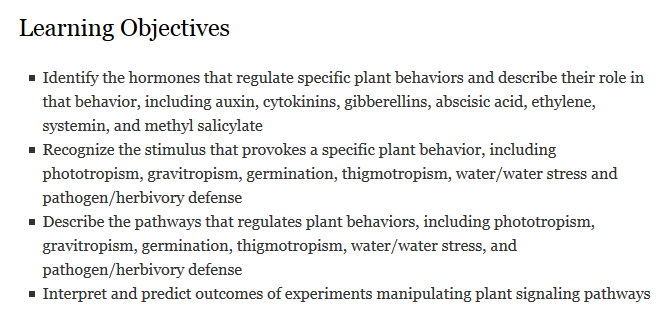 Learning Objectives
▪ Identify the hormones that regulate specific plant behaviors and describe their role in
that behavior, including auxin, cytokinins, gibberellins, abscisic acid, ethylene,
systemin, and methyl salicylate
▪ Recognize the stimulus that provokes a specific plant behavior, including
phototropism, gravitropism, germination, thigmotropism, water/water stress and
pathogen/herbivory defense
▪ Describe the pathways that regulates plant behaviors, including phototropism,
gravitropism, germination, thigmotropism, water/water stress, and
pathogen/herbivory defense
▪ Interpret and predict outcomes of experiments manipulating plant signaling pathways